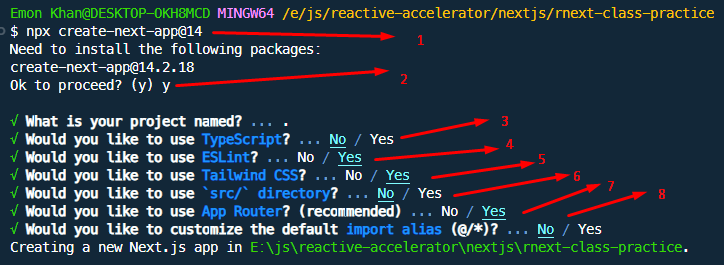 Emon Khan@DESKTOP-OKH8MCD MINGW64 /e/js/reactive-accelerator/nextjs/rnext-class-practice
$ npx create-next-app@14 1
Need to install the following packages:
create-next-app@14.2.18
Ok to proceed? (y) y 2
√ What is your project named? ... .
√ Would you like to use TypeScript? ... No / Yes 3
√ Would you like to use ESLint? ... No / Yes 4
√ Would you like to use Tailwind CSS? ... No / Yes 5
√ Would you like to use `src/` directory? ... No / Yes 6
√ Would you like to use App Router? (recommended) ... No / Yes 7
√ Would you like to customize the default import alias (@/*)? ... No / Yes 8
Creating a new Next.js app in E:\js\reactive-accelerator\nextjs\rnext-class-practice.